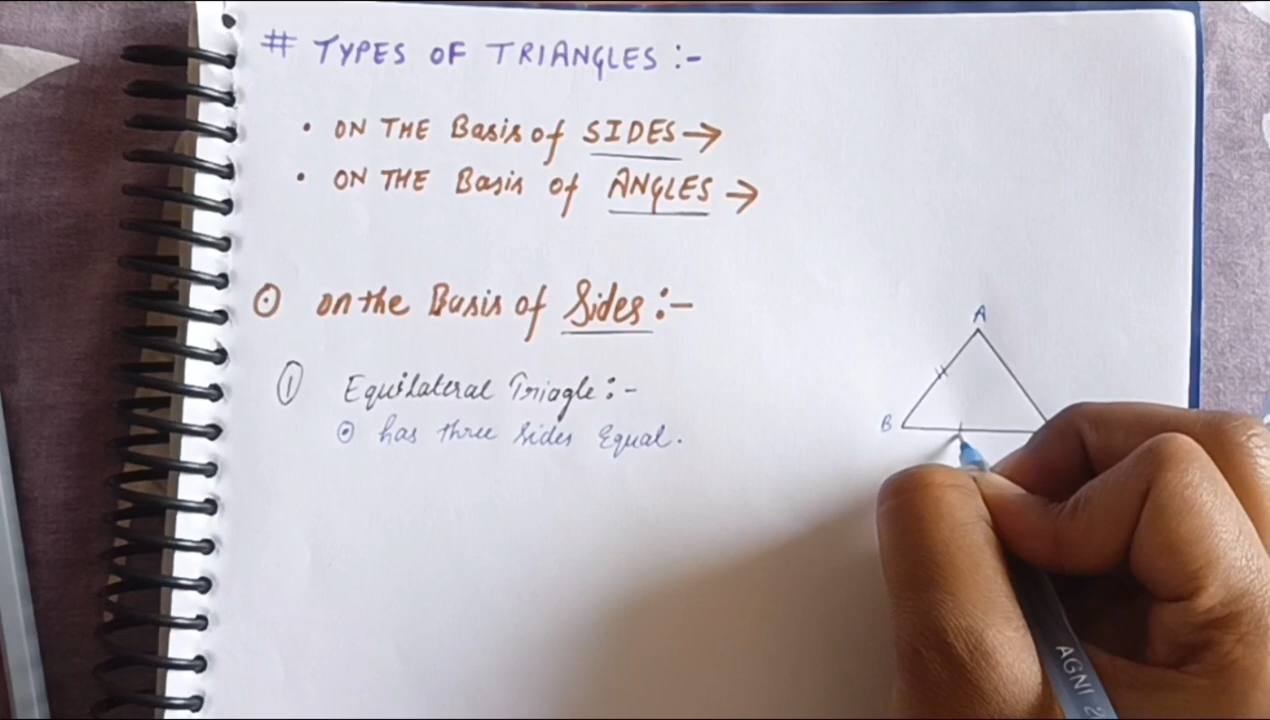 # TYPES OF TRIANGLES :-
• ON THE Basis of SIDES →
• ON THE Basis of ANGLES →
⊙ on the Basis of Sides :-
① Equilateral Triagle :-
⊙ has three sides Equal.
A
B
AGNI 2